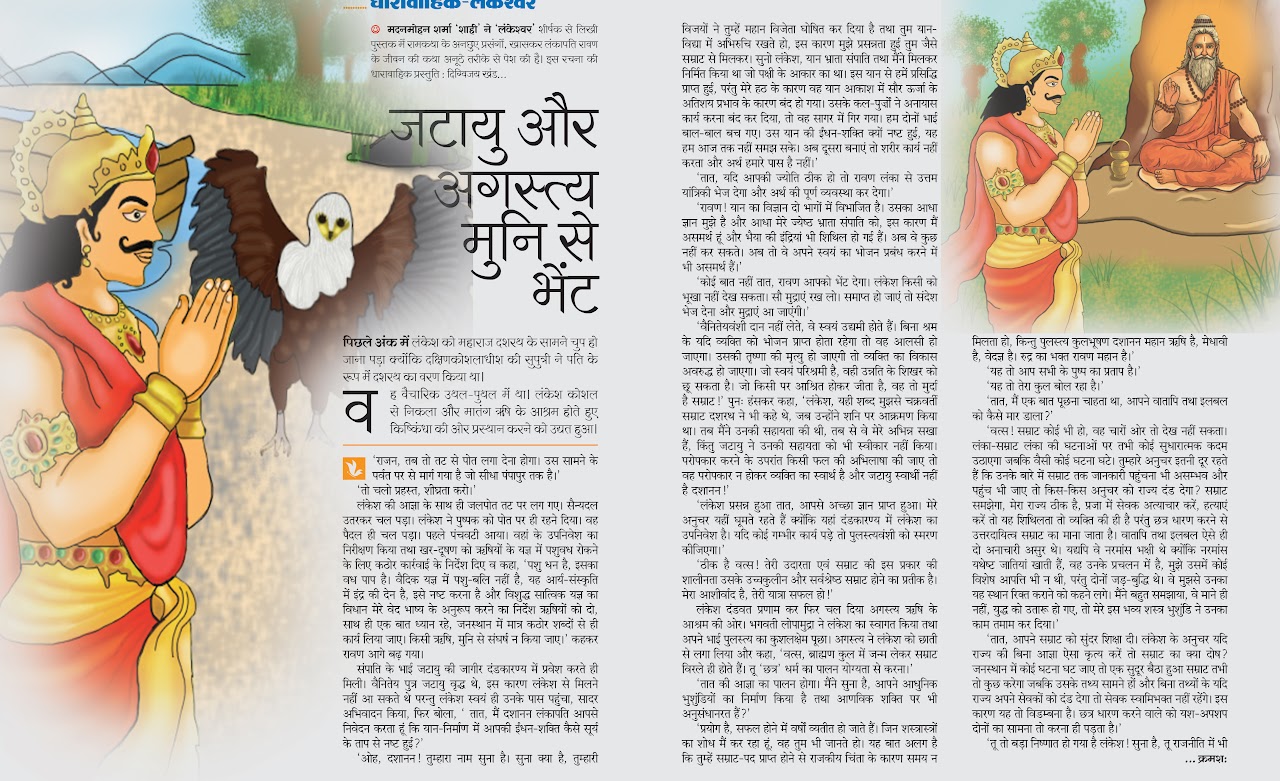 धारावाहिक-लंकेश्वर
मदनमोहन शर्मा 'शाही' ने 'लंकेश्वर' शीर्षक से लिखी
पुस्तक में रामकथा के अनछुए प्रसंगों, खासकर लंकापति रावण
के जीवन की कथा अनूठे तरीके से पेश की है। इस रचना की
धारावाहिक प्रस्तुति : दिग्विजय खंड...
जटायु और
अगस्त्य
मुनि से
भेंट
पिछले अंक में लंकेश को महाराज दशरथ के सामने चुप हो
जाना पड़ा क्योंकि दक्षिणकोशलाधीश की सुपुत्री ने पति के
रूप में दशरथ का वरण किया था।
वह वैचारिक उथल-पुथल में था। लंकेश कोशल
से निकला और मातंग ऋषि के आश्रम होते हुए
किष्किंधा की ओर प्रस्थान करने को उद्यत हुआ।
'राजन, तब तो तट से पोत लगा देना होगा। उस सामने के
पर्वत पर से मार्ग गया है जो सीधा पंपापुर तक है।'
'तो चलो प्रहस्त, शीघ्रता करो।'
लंकेश की आज्ञा के साथ ही जलपोत तट पर लग गए। सैन्यदल
उतरकर चल पड़ा। लंकेश ने पुष्पक को पोत पर ही रहने दिया। वह
पैदल ही चल पड़ा। पहले पंचवटी आया। वहां के उपनिवेश का
निरीक्षण किया तथा खर-दूषण को ऋषियों के यज्ञ में पशुवध रोकने
के लिए कठोर कार्रवाई के निर्देश दिए व कहा, 'पशु धन है, इसका
वध पाप है। वैदिक यज्ञ में पशु-बलि नहीं है, यह आर्य-संस्कृति
में इंद्र की देन है, इसे नष्ट करना है और विशुद्ध सात्विक यज्ञ का
विधान मेरे वेद भाष्य के अनुरूप करने का निर्देश ऋषियों को दो,
साथ ही एक बात ध्यान रहे, जनस्थान में मात्र कठोर शब्दों से ही
कार्य लिया जाए। किसी ऋषि, मुनि से संघर्ष न किया जाए।' कहकर
रावण आगे बढ़ गया।
संपाति के भाई जटायु की जागीर दंडकारण्य में प्रवेश करते ही
मिली। वैनितेय पुत्र जटायु वृद्ध थे, इस कारण लंकेश से मिलने
नहीं आ सकते थे परन्तु लंकेश स्वयं ही उनके पास पहुंचा, सादर
अभिवादन किया, फिर बोला, ' तात, मैं दशानन लंकापति आपसे
निवेदन करता हूं कि यान-निर्माण में आपकी ईंधन-शक्ति कैसे सूर्य
के ताप से नष्ट हुई?'
'ओह, दशानन! तुम्हारा नाम सुना है। सुना क्या है, तुम्हारी
विजयों ने तुम्हें महान विजेता घोषित कर दिया है तथा तुम यान-
विद्या में अभिरुचि रखते हो, इस कारण मुझे प्रसन्नता हुई तुम जैसे
सम्राट से मिलकर। सुनो लंकेश, यान भ्राता संपाति तथा मैंने मिलकर
निर्मित किया था जो पक्षी के आकार का था। इस यान से हमें प्रसिद्धि
प्राप्त हुई, परंतु मेरे हठ के कारण वह यान आकाश में सौर ऊर्जा के
अतिशय प्रभाव के कारण बंद हो गया। उसके कल-पुर्जों ने अनायास
कार्य करना बंद कर दिया, तो वह सागर में गिर गया। हम दोनों भाई
बाल-बाल बच गए। उस यान की ईंधन-शक्ति क्यों नष्ट हुई, यह
हम आज तक नहीं समझ सके। अब दूसरा बनाएं तो शरीर कार्य नहीं
करता और अर्थ हमारे पास है नहीं।'
'तात, यदि आपकी ज्योति ठीक हो तो रावण लंका से उत्तम
यांत्रिकी भेज देगा और अर्थ की पूर्ण व्यवस्था कर देगा।'
'रावण! यान का विज्ञान दो भागों में विभाजित है। उसका आधा
ज्ञान मुझे है और आधा मेरे ज्येष्ठ भ्राता संपाति को, इस कारण मैं
असमर्थ हूं और भैया की इंद्रियां भी शिथिल हो गई हैं। अब वे कुछ
नहीं कर सकते। अब तो वे अपने स्वयं का भोजन प्रबंध करने में
भी असमर्थ हैं।'
'कोई बात नहीं तात, रावण आपको भेंट देगा। लंकेश किसी को
भूखा नहीं देख सकता। सौ मुद्राएं रख लो। समाप्त हो जाएं तो संदेश
भेज देना और मुद्राएं आ जाएंगी।'
'वैनितेयवंशी दान नहीं लेते, वे स्वयं उद्यमी होते हैं। बिना श्रम
के यदि व्यक्ति को भोजन प्राप्त होता रहेगा तो वह आलसी हो
जाएगा। उसकी तृष्णा की मृत्यु हो जाएगी तो व्यक्ति का विकास
अवरुद्ध हो जाएगा। जो स्वयं परिश्रमी है, वही उन्नति के शिखर को
छू सकता है। जो किसी पर आश्रित होकर जीता है, वह तो मुर्दा
है सम्राट!' पुनः हंसकर कहा, 'लंकेश, यही शब्द मुझसे चक्रवर्ती
सम्राट दशरथ ने भी कहे थे, जब उन्होंने शनि पर आक्रमण किया
था। तब मैंने उनकी सहायता की थी, तब से वे मेरे अभिन्न सखा
हैं, किंतु जटायु ने उनकी सहायता को भी स्वीकार नहीं किया।
परोपकार करने के उपरांत किसी फल की अभिलाषा की जाए तो
वह परोपकार न होकर व्यक्ति का स्वार्थ है और जटायु स्वार्थी नहीं
है दशानन!'
'लंकेश प्रसन्न हुआ तात, आपसे अच्छा ज्ञान प्राप्त हुआ। मेरे
अनुचर यहीं घूमते रहते हैं क्योंकि यहां दंडकारण्य में लंकेश का
उपनिवेश है। यदि कोई गम्भीर कार्य पड़े तो पुलस्त्यवंशी को स्मरण
कीजिएगा।'
'ठीक है वत्स! तेरी उदारता एवं सम्राट की इस प्रकार की
शालीनता उसके उच्चकुलीन और सर्वश्रेष्ठ सम्राट होने का प्रतीक है।
मेरा आशीर्वाद है, तेरी यात्रा सफल हो!'
लंकेश दंडवत प्रणाम कर फिर चल दिया अगस्त्य ऋषि के
आश्रम की ओर। भगवती लोपामुद्रा ने लंकेश का स्वागत किया तथा
अपने भाई पुलस्त्य का कुशलक्षेम पूछा। अगस्त्य ने लंकेश को छाती
से लगा लिया और कहा, 'वत्स, ब्राह्मण कुल में जन्म लेकर सम्राट
विरले ही होते हैं। तू 'छत्र' धर्म का पालन योग्यता से करना।'
'तात की आज्ञा का पालन होगा। मैंने सुना है, आपने आधुनिक
भुशुंडियों का निर्माण किया है तथा आणविक शक्ति पर भी
अनुसंधानरत हैं?'
प्रयोग है, सफल होने में वर्षों व्यतीत हो जाते हैं। जिन शस्त्रास्त्रों
का शोध मैं कर रहा हूं, वह तुम भी जानते हो। यह बात अलग है
कि तुम्हें सम्राट-पद प्राप्त होने से राजकीय चिंता के कारण समय न
मिलता हो, किन्तु पुलस्त्य कुलभूषण दशानन महान ऋषि है, मेधावी
है, वेदज्ञ है। रुद्र का भक्त रावण महान है।'
'यह तो आप सभी के पुण्य का प्रताप है।'
'यह तो तेरा कुल बोल रहा है।'
'तात, मैं एक बात पूछना चाहता था, आपने वातापि तथा इलबल
को कैसे मार डाला?'
'वत्स! सम्राट कोई भी हो, वह चारों ओर तो देख नहीं सकता।
लंका-सम्राट लंका की घटनाओं पर तभी कोई सुधारात्मक कदम
उठाएगा जबकि वैसी कोई घटना घटे। तुम्हारे अनुचर इतनी दूर रहते
हैं कि उनके बारे में सम्राट तक जानकारी पहुंचना भी असम्भव और
पहुंच भी जाए तो किस-किस अनुचर को राज्य दंड देगा? सम्राट
समझेगा, मेरा राज्य ठीक है, प्रजा में सेवक अत्याचार करें, हत्याएं
करें तो यह शिथिलता तो व्यक्ति की ही है परंतु छत्र धारण करने से
उत्तरदायित्व सम्राट का माना जाता है। वातापि तथा इलबल ऐसे ही
दो अनाचारी असुर थे। यद्यपि वे नरमांस भक्षी थे क्योंकि नरमांस
यथेष्ट जातियां खाती हैं, वह उनके प्रचलन में है, मुझे उसमें कोई
विशेष आपत्ति भी न थी, परंतु दोनों जड़-बुद्धि थे। वे मुझसे उनका
यह स्थान रिक्त कराने को कहने लगे। मैंने बहुत समझाया, वे माने ही
नहीं, युद्ध को उतारू हो गए, तो मेरे इस भव्य शस्त्र भुशुंडि ने उनका
काम तमाम कर दिया।'
'तात, आपने सम्राट को सुंदर शिक्षा दी। लंकेश के अनुचर यदि
राज्य की बिना आज्ञा ऐसा कृत्य करें तो सम्राट का क्या दोष?
जनस्थान में कोई घटना घट जाए तो एक सुदूर बैठा हुआ सम्राट तभी
तो कुछ करेगा जबकि उसके तथ्य सामने हों और बिना तथ्यों के यदि
राज्य अपने सेवकों को दंड देगा तो सेवक स्वामिभक्त नहीं रहेंगे। इस
कारण यह तो विडम्बना है। छत्र धारण करने वाले को यश-अपयश
दोनों का सामना तो करना ही पड़ता है।'
'तू तो बड़ा निष्णात हो गया है लंकेश! सुना है, तू राजनीति में भी
... क्रमशः